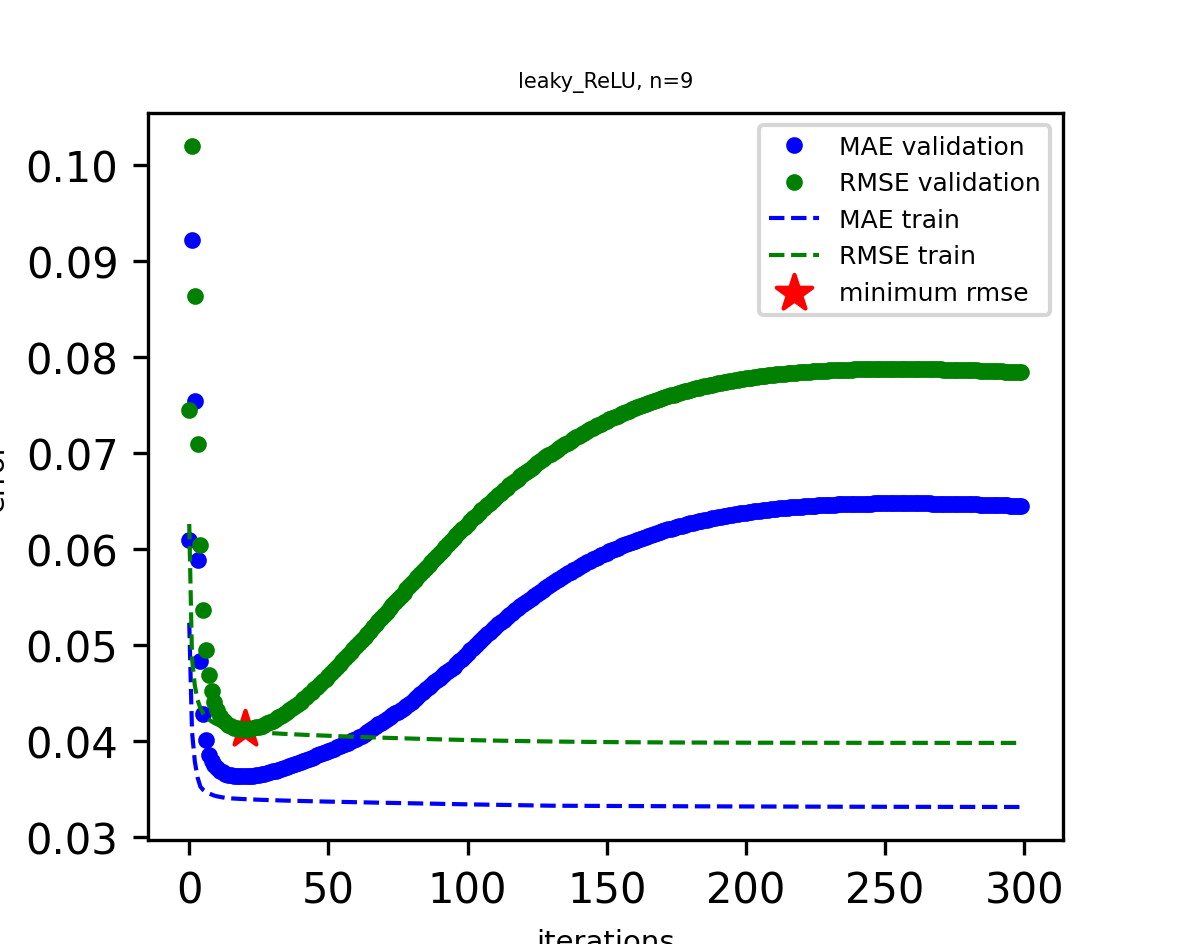 leaky_ReLU, n=9
MAE validation
RMSE validation
MAE train
RMSE train
minimum rmse
0.10
0.09
0.08
0.07
0.06
0.05
0.04
0.03
0 50 100 150 200 250 300
iterations